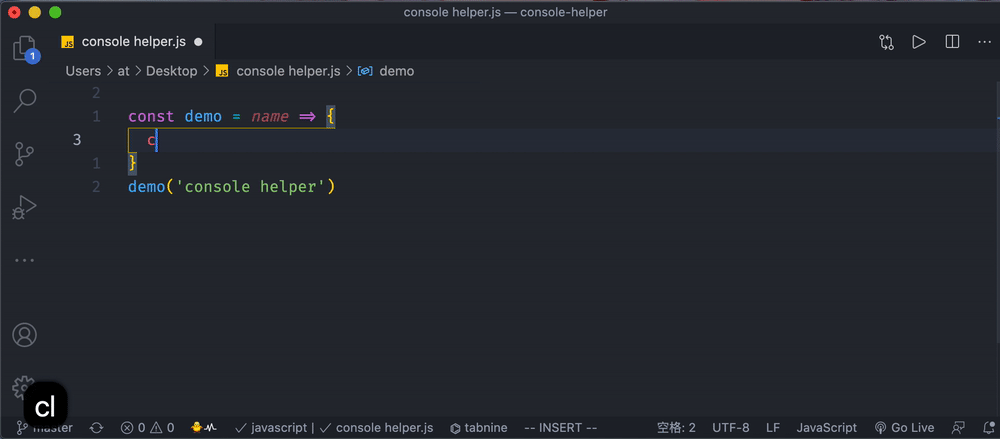 console helper.js — console-helper
JS console helper.js
Users > at > Desktop > JS console helper.js > demo
1
2
1 const demo = name => {
3 c
1 }
2 demo('console helper')
cl
master 0 0 javascript | console helper.js tabnine -- INSERT -- 空格: 2 UTF-8 LF JavaScript Go Live